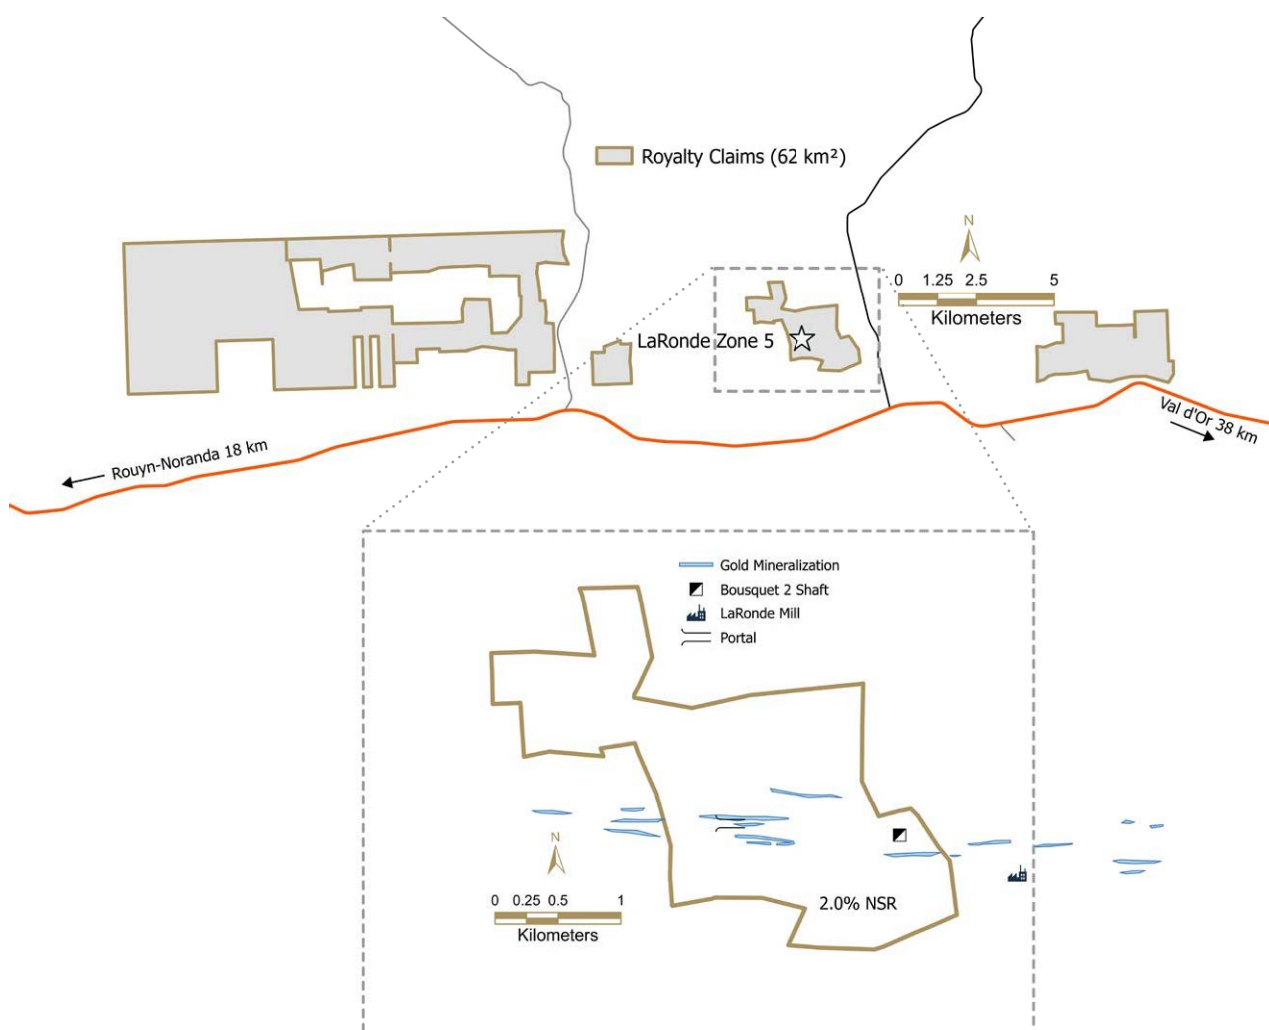 Royalty Claims (62 km²)
N
0 1.25 2.5 5
Kilometers
LaRonde Zone 5
Val d'Or 38 km
Rouyn-Noranda 18 km
Gold Mineralization
Bousquet 2 Shaft
LaRonde Mill
Portal
N
0 0.25 0.5 1
Kilometers
2.0% NSR